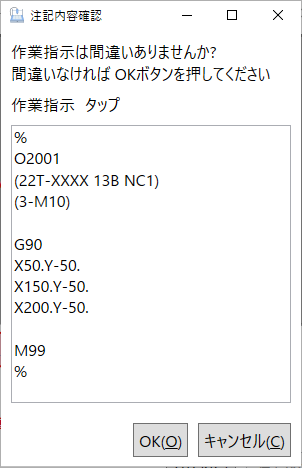 注記内容確認
作業指示は間違いありませんか?
間違いなければ OKボタンを押してください
作業指示 タップ
%
O2001
(22T-XXXX 13B NC1)
(3-M10)
G90
X50.Y-50.
X150.Y-50.
X200.Y-50.
M99
%
OK(O)
キャンセル(C)